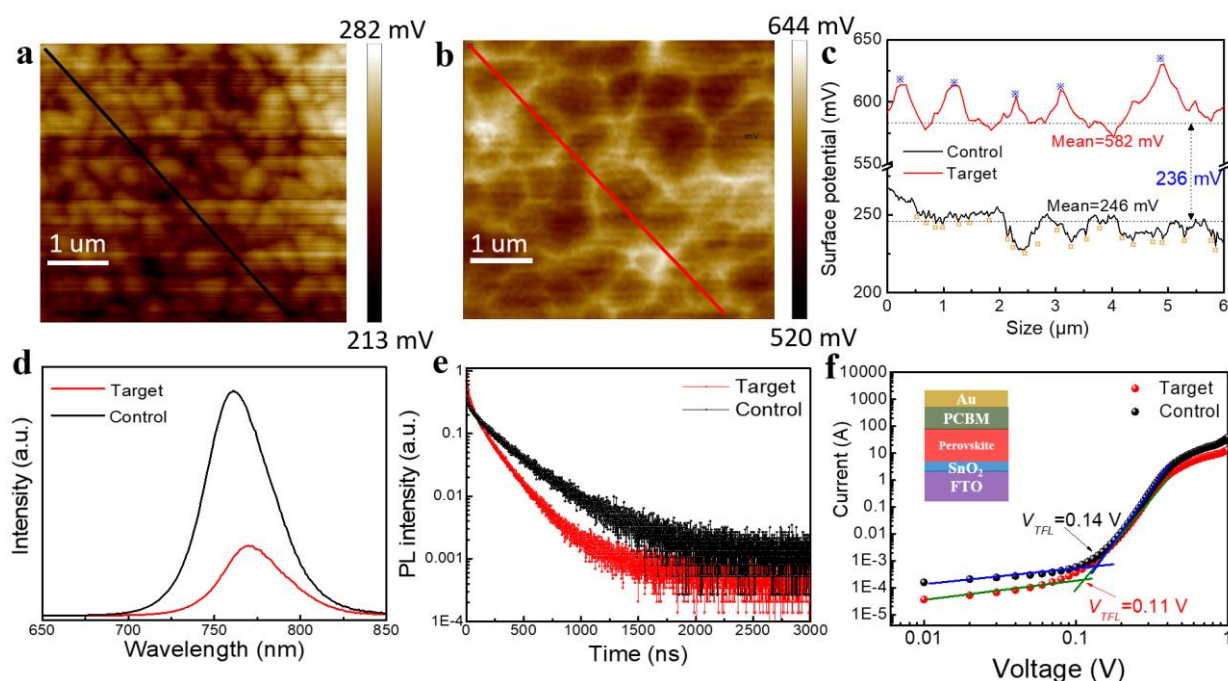 a
282 mV
1 um
213 mV
b
644 mV
mV
1 um
520 mV
c
Surface potential (mV)
650
600
550
250
200
※
※
※
※
※
Mean=582 mV
Control
Target
236 mV
Mean=246 mV
0 1 2 3 4 5 6
Size (µm)
d
Target
Control
Intensity (a.u.)
650 700 750 800 850
Wavelength (nm)
e
Target
Control
PL intensity (a.u.)
1
0.1
0.01
0.001
1E-4
0 500 1000 1500 2000 2500 3000
Time (ns)
f
Current (A)
10000
1000
100
10
1
0.1
0.01
1E-3
1E-4
1E-5
Au
PCBM
Perovskite
SnO₂
FTO
Target
Control
V_TFL=0.14 V
V_TFL=0.11 V
0.01 0.1 1
Voltage (V)